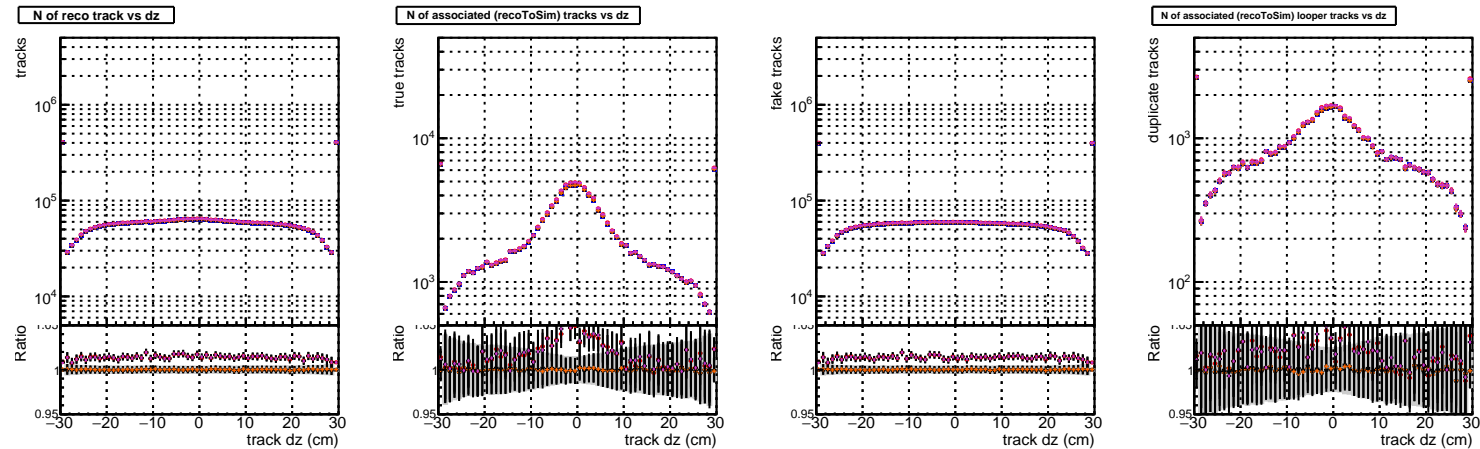 N of reco track vs dz
tracks
10^6
10^5
10^4
Ratio
1
0.95
−30 −20 −10 0 10 20 30
track dz (cm)
N of associated (recoToSim) tracks vs dz
true tracks
10^4
10^3
Ratio
1
0.95
−30 −20 −10 0 10 20 30
track dz (cm)
fake tracks
10^6
10^5
10^4
Ratio
1
0.95
−30 −20 −10 0 10 20 30
track dz (cm)
N of associated (recoToSim) looper tracks vs dz
duplicate tracks
10^3
10^2
Ratio
1
0.95
−30 −20 −10 0 10 20 30
track dz (cm)